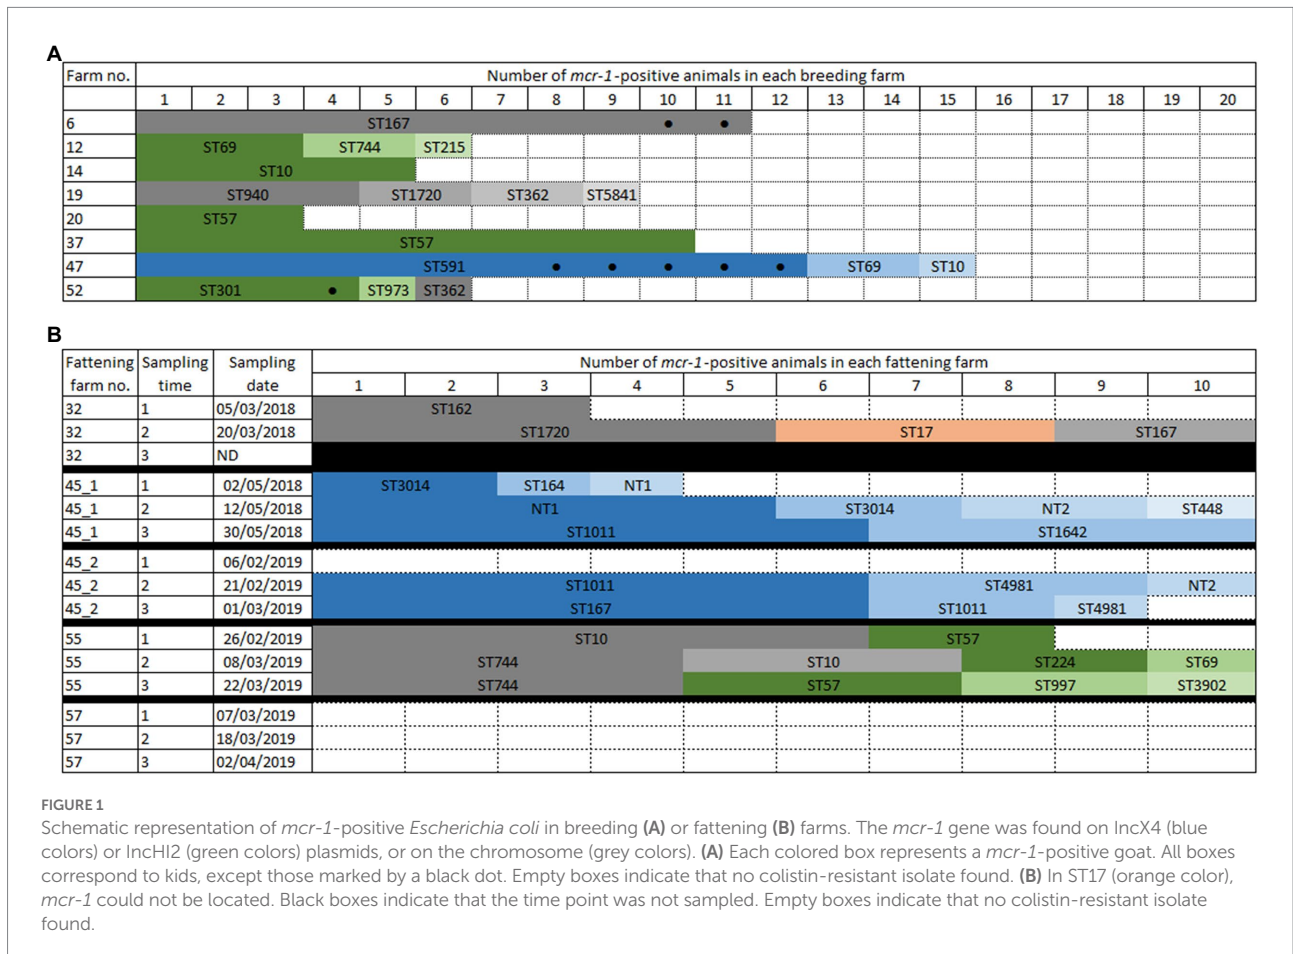 A
Farm no. Number of mcr-1-positive animals in each breeding farm
1 2 3 4 5 6 7 8 9 10 11 12 13 14 15 16 17 18 19 20
6 ST167 • •
12 ST69 ST744 ST215
14 ST10
19 ST940 ST1720 ST362 ST5841
20 ST57
37 ST57
47 ST591 • • • • • ST69 ST10
52 ST301 • ST973 ST362
B
Fattening Sampling Sampling Number of mcr-1-positive animals in each fattening farm
farm no. time date 1 2 3 4 5 6 7 8 9 10
32 1 05/03/2018 ST162
32 2 20/03/2018 ST1720 ST17 ST167
32 3 ND
45_1 1 02/05/2018 ST3014 ST164 NT1
45_1 2 12/05/2018 NT1 ST3014 NT2 ST448
45_1 3 30/05/2018 ST1011 ST1642
45_2 1 06/02/2019
45_2 2 21/02/2019 ST1011 ST4981 NT2
45_2 3 01/03/2019 ST167 ST1011 ST4981
55 1 26/02/2019 ST10 ST57
55 2 08/03/2019 ST744 ST10 ST224 ST69
55 3 22/03/2019 ST744 ST57 ST997 ST3902
57 1 07/03/2019
57 2 18/03/2019
57 3 02/04/2019
FIGURE 1
Schematic representation of mcr-1-positive Escherichia coli in breeding (A) or fattening (B) farms. The mcr-1 gene was found on IncX4 (blue
colors) or IncHI2 (green colors) plasmids, or on the chromosome (grey colors). (A) Each colored box represents a mcr-1-positive goat. All boxes
correspond to kids, except those marked by a black dot. Empty boxes indicate that no colistin-resistant isolate found. (B) In ST17 (orange color),
mcr-1 could not be located. Black boxes indicate that the time point was not sampled. Empty boxes indicate that no colistin-resistant isolate
found.